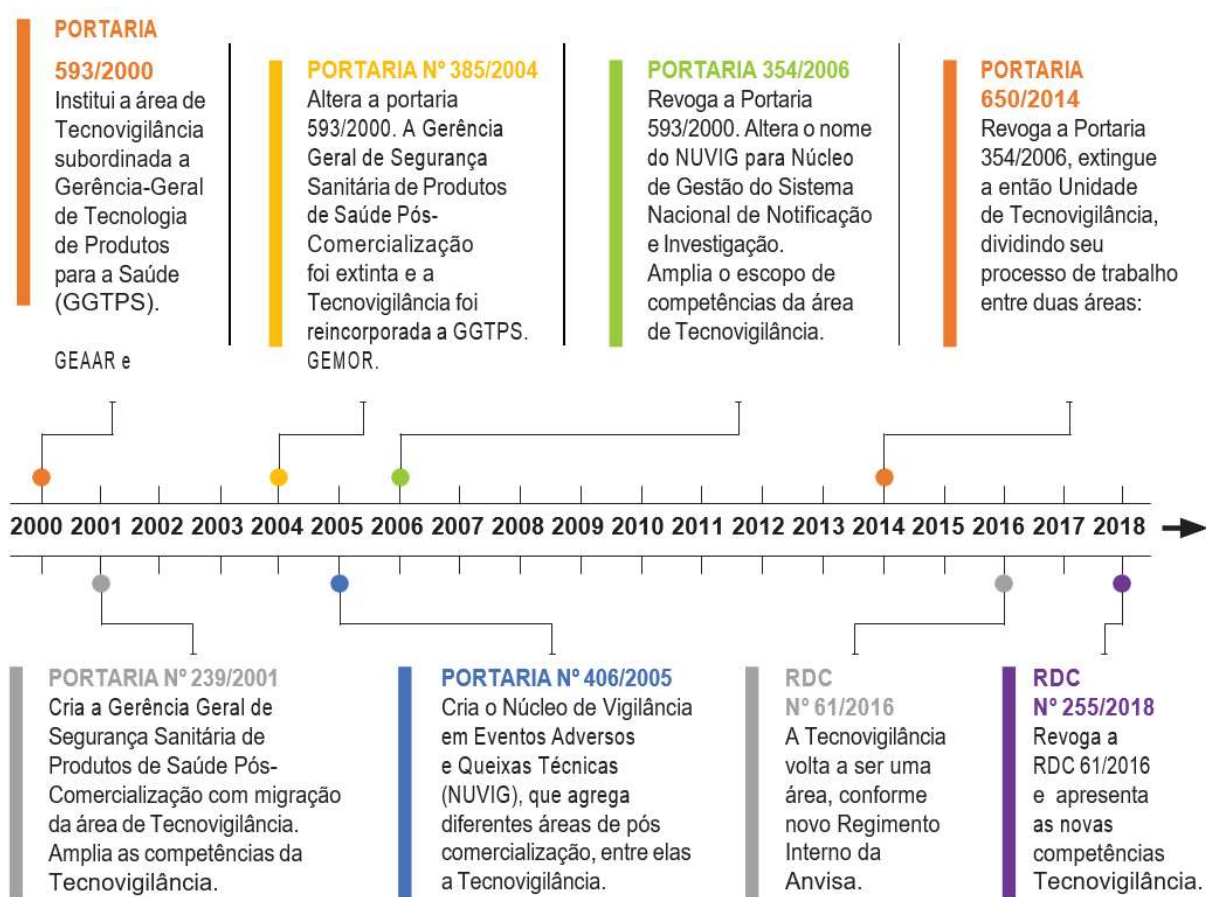 PORTARIA
593/2000
Institui a área de
Tecnovigilância
subordinada a
Gerência-Geral
de Tecnologia
de Produtos
para a Saúde
(GGTPS).
GEAAR e
PORTARIA Nº 385/2004
Altera a portaria
593/2000. A Gerência
Geral de Segurança
Sanitária de Produtos
de Saúde Pós-
Comercialização
foi extinta e a
Tecnovigilância foi
reincorporada a GGTPS.
GEMOR.
PORTARIA 354/2006
Revoga a Portaria
593/2000. Altera o nome
do NUVIG para Núcleo
de Gestão do Sistema
Nacional de Notificação
e Investigação.
Amplia o escopo de
competências da área
de Tecnovigilância.
PORTARIA
650/2014
Revoga a Portaria
354/2006, extingue
a então Unidade
de Tecnovigilância,
dividindo seu
processo de trabalho
entre duas áreas:
2000 2001 2002 2003 2004 2005 2006 2007 2008 2009 2010 2011 2012 2013 2014 2015 2016 2017 2018
PORTARIA Nº 239/2001
Cria a Gerência Geral de
Segurança Sanitária de
Produtos de Saúde Pós-
Comercialização com migração
da área de Tecnovigilância.
Amplia as competências da
Tecnovigilância.
PORTARIA Nº 406/2005
Cria o Núcleo de Vigilância
em Eventos Adversos
e Queixas Técnicas
(NUVIG), que agrega
diferentes áreas de pós
comercialização, entre elas
a Tecnovigilância.
RDC
Nº 61/2016
A Tecnovigilância
volta a ser uma
área, conforme
novo Regimento
Interno da
Anvisa.
RDC
Nº 255/2018
Revoga a
RDC 61/2016
e apresenta
as novas
competências
Tecnovigilância.